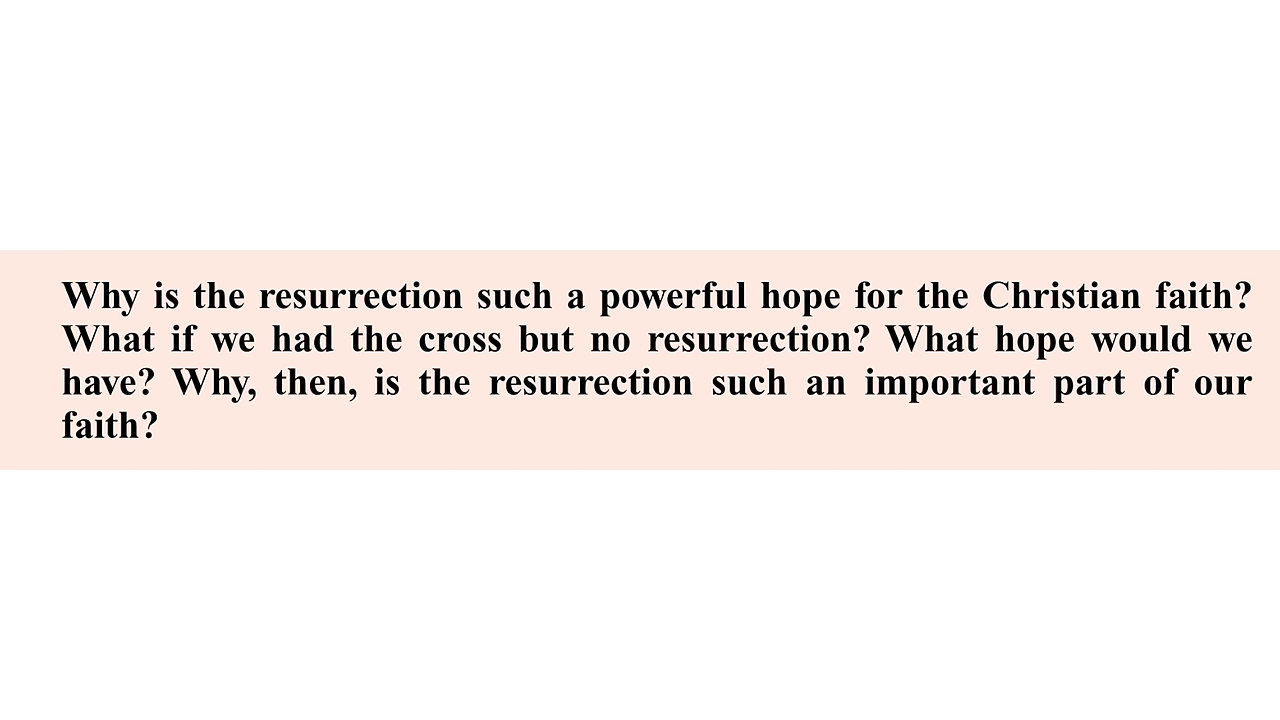 Why is the resurrection such a powerful hope for the Christian faith?
What if we had the cross but no resurrection? What hope would we
have? Why, then, is the resurrection such an important part of our
faith?